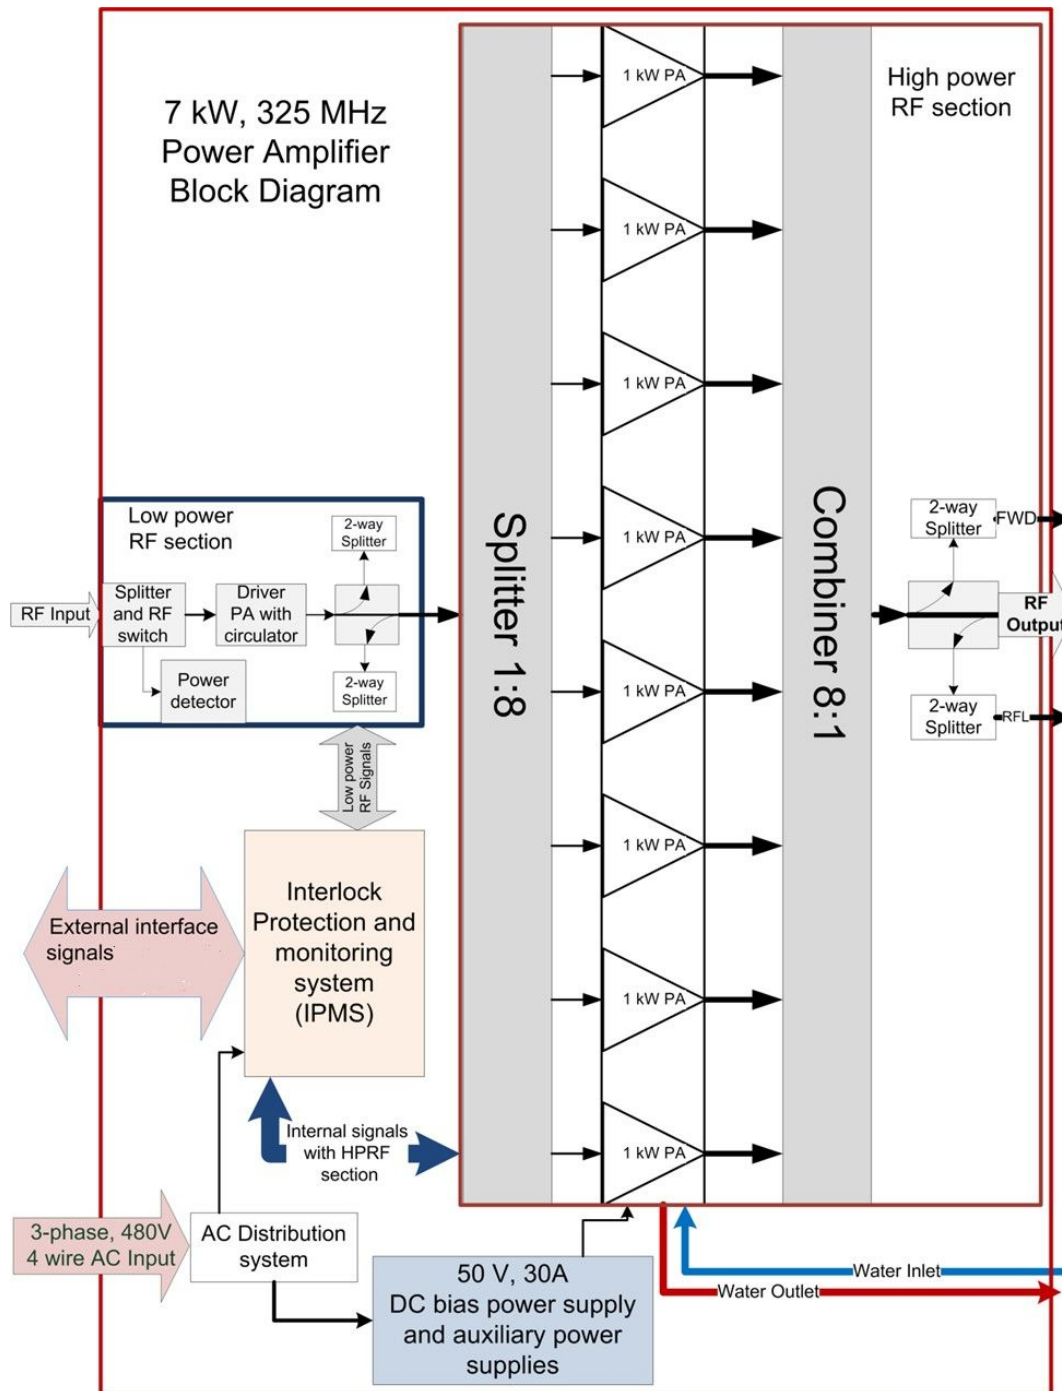 7 kW, 325 MHz
Power Amplifier
Block Diagram
High power
RF section
1 kW PA
1 kW PA
1 kW PA
1 kW PA
1 kW PA
1 kW PA
1 kW PA
1 kW PA
Splitter 1:8
Combiner 8:1
Low power
RF section
2-way
Splitter
RF Input
Splitter
and RF
switch
Driver
PA with
circulator
Power
detector
2-way
Splitter
2-way
Splitter
FWD
RF
Output
2-way
Splitter
RFL
Low power
RF Signals
External interface
signals
Interlock
Protection and
monitoring
system
(IPMS)
Internal signals
with HPRF
section
3-phase, 480V
4 wire AC Input
AC Distribution
system
50 V, 30A
DC bias power supply
and auxiliary power
supplies
Water Inlet
Water Outlet